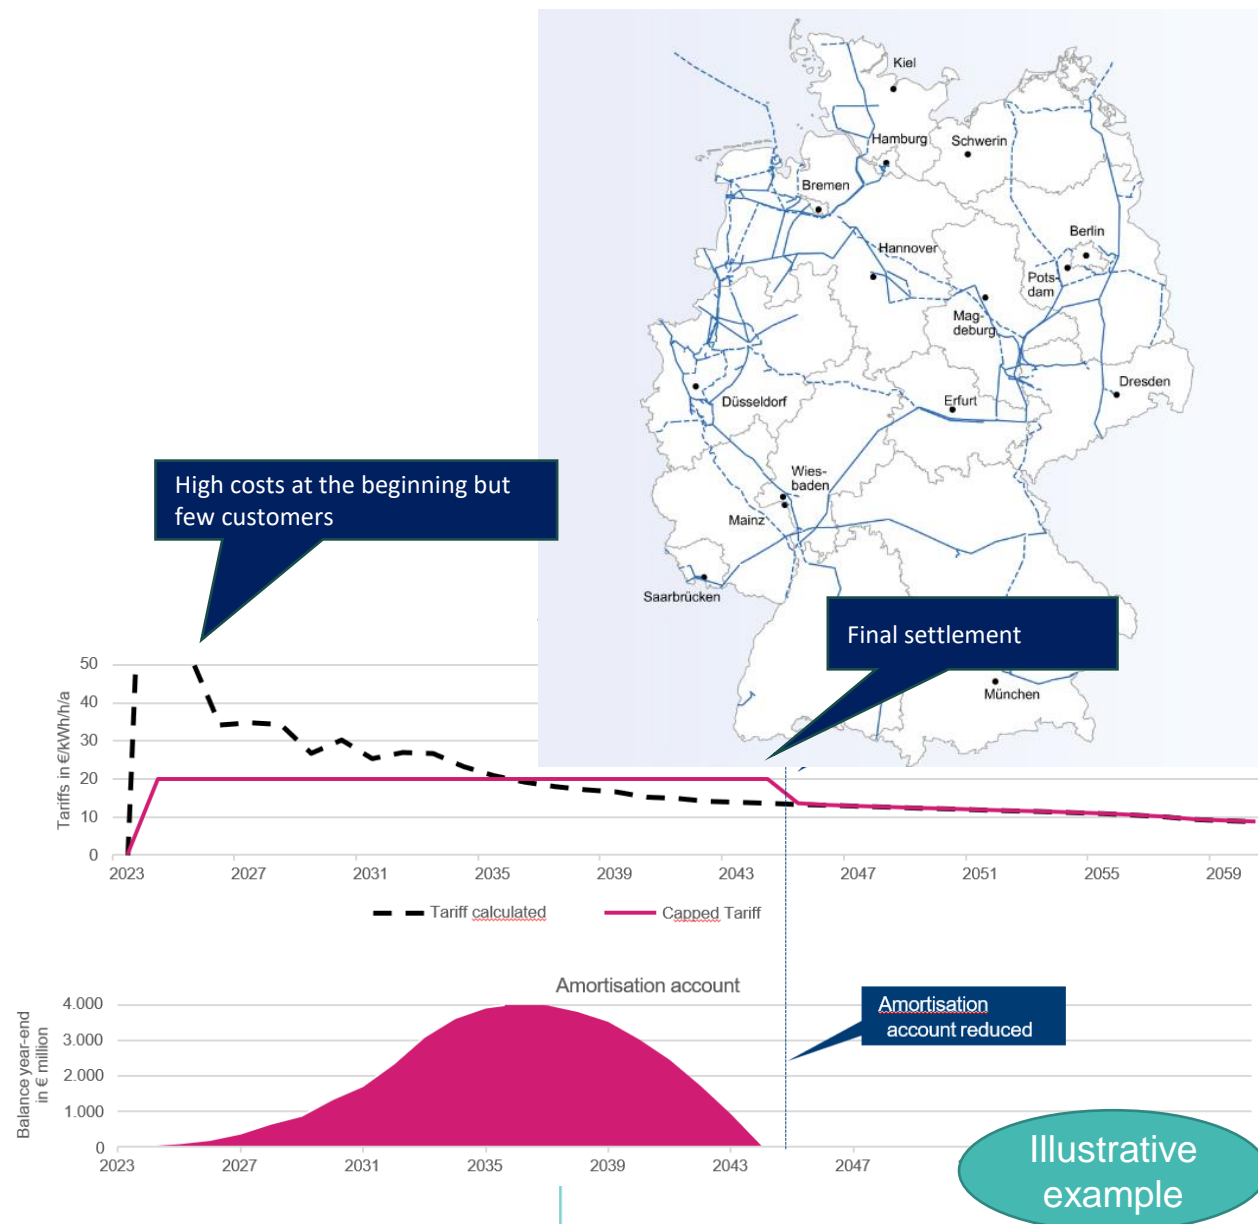 Kiel
Hamburg
Schwerin
Bremen
Berlin
Hannover
Pots-
dam
Mag-
deburg
Dresden
Düsseldorf
Erfurt
Wies-
baden
Mainz
Saarbrücken
München
High costs at the beginning but
few customers
Final settlement
Tariffs in €/kWh/h/a
50
40
30
20
10
0
2023
2027
2031
2035
2039
2043
2047
2051
2055
2059
Tariff calculated
Capped Tariff
Amortisation account
Balance year-end
in € million
4.000
3.000
2.000
1.000
0
2023
2027
2031
2035
2039
2043
2047
Amortisation
account reduced
Illustrative
example